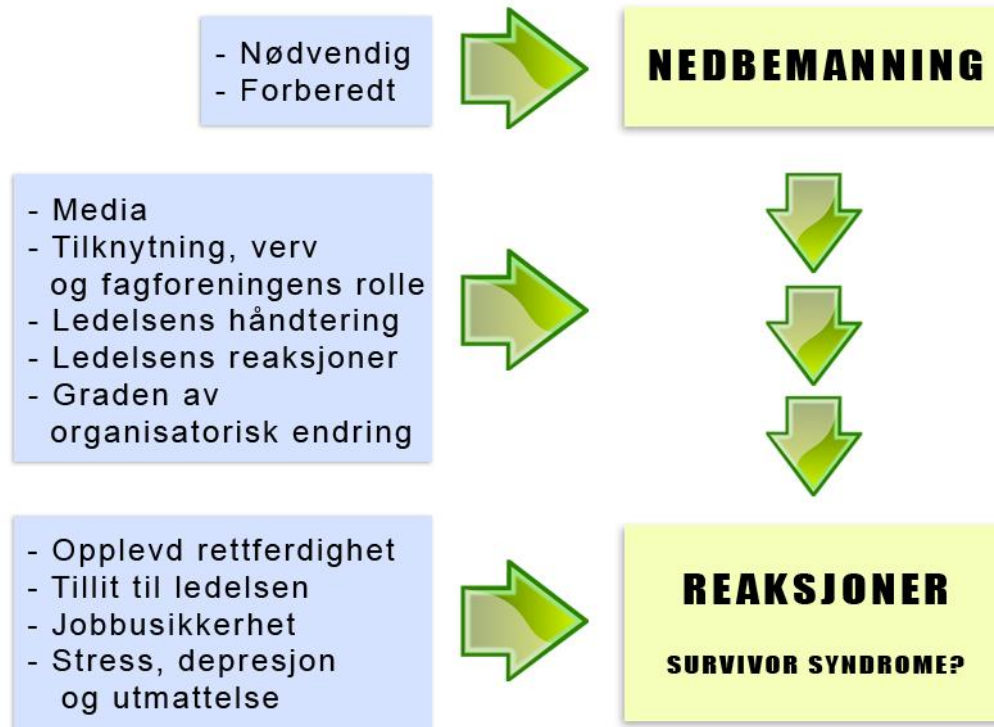 - Nødvendig
- Forberedt
NEDBEMANNING
- Media
- Tilknytning, verv
og fagforeningens rolle
- Ledelsens håndtering
- Ledelsens reaksjoner
- Graden av
organisatorisk endring
- Opplevd rettferdighet
- Tillit til ledelsen
- Jobbusikkerhet
- Stress, depresjon
og utmattelse
REAKSJONER
SURVIVOR SYNDROME?